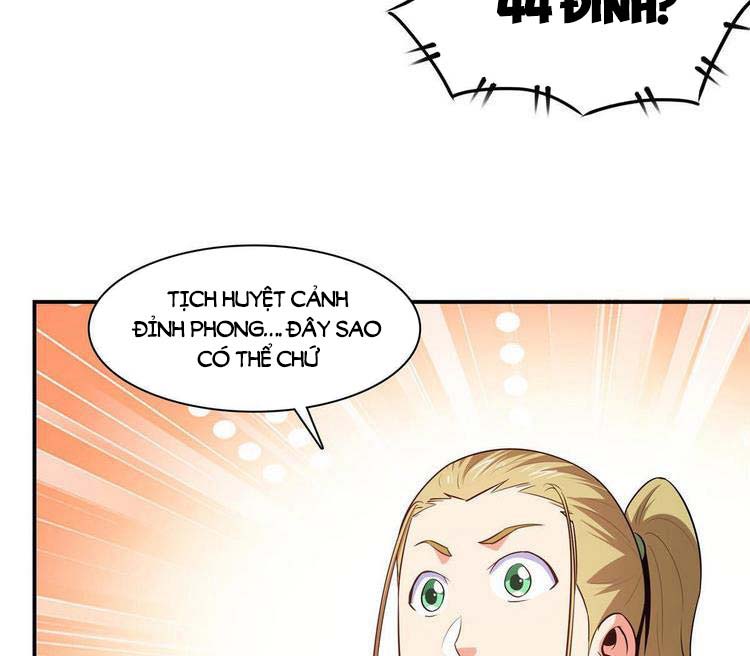 44 ĐỈNH?
TỊCH HUYỆT CẢNH
ĐỈNH PHONG.... ĐÂY SAO
CÓ THỂ CHỨ